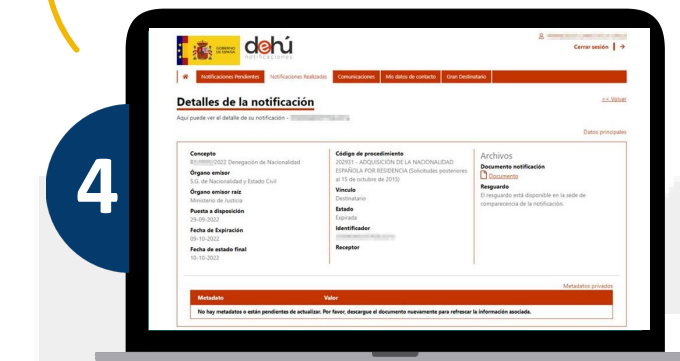 4
GOBIERNO
DE ESPAÑA
dehú
notificaciones
Cerrar sesión
Notificaciones Pendientes Notificaciones Realizadas Comunicaciones Mis datos de contacto Gran Destinatario
Detalles de la notificación
<< Volver
Aquí puede ver el detalle de su notificación -
Datos principales
Concepto
2022 Denegación de Nacionalidad
Órgano emisor
S.G. de Nacionalidad y Estado Civil
Órgano emisor raíz
Ministerio de Justicia
Puesta a disposición
29-09-2022
Fecha de Expiración
09-10-2022
Fecha de estado final
10-10-2022
Código de procedimiento
202931 - ADQUISICIÓN DE LA NACIONALIDAD
ESPAÑOLA POR RESIDENCIA (Solicitudes posteriores
al 15 de octubre de 2015)
Vínculo
Destinatario
Estado
Expirada
Identificador
Receptor
Archivos
Documento notificación
Documento
Resguardo
El resguardo está disponible en la sede de
comparecencia de la notificación.
Metadatos privados
Metadato Valor
No hay metadatos o están pendientes de actualizar. Por favor, descargue el documento nuevamente para refrescar la información asociada.